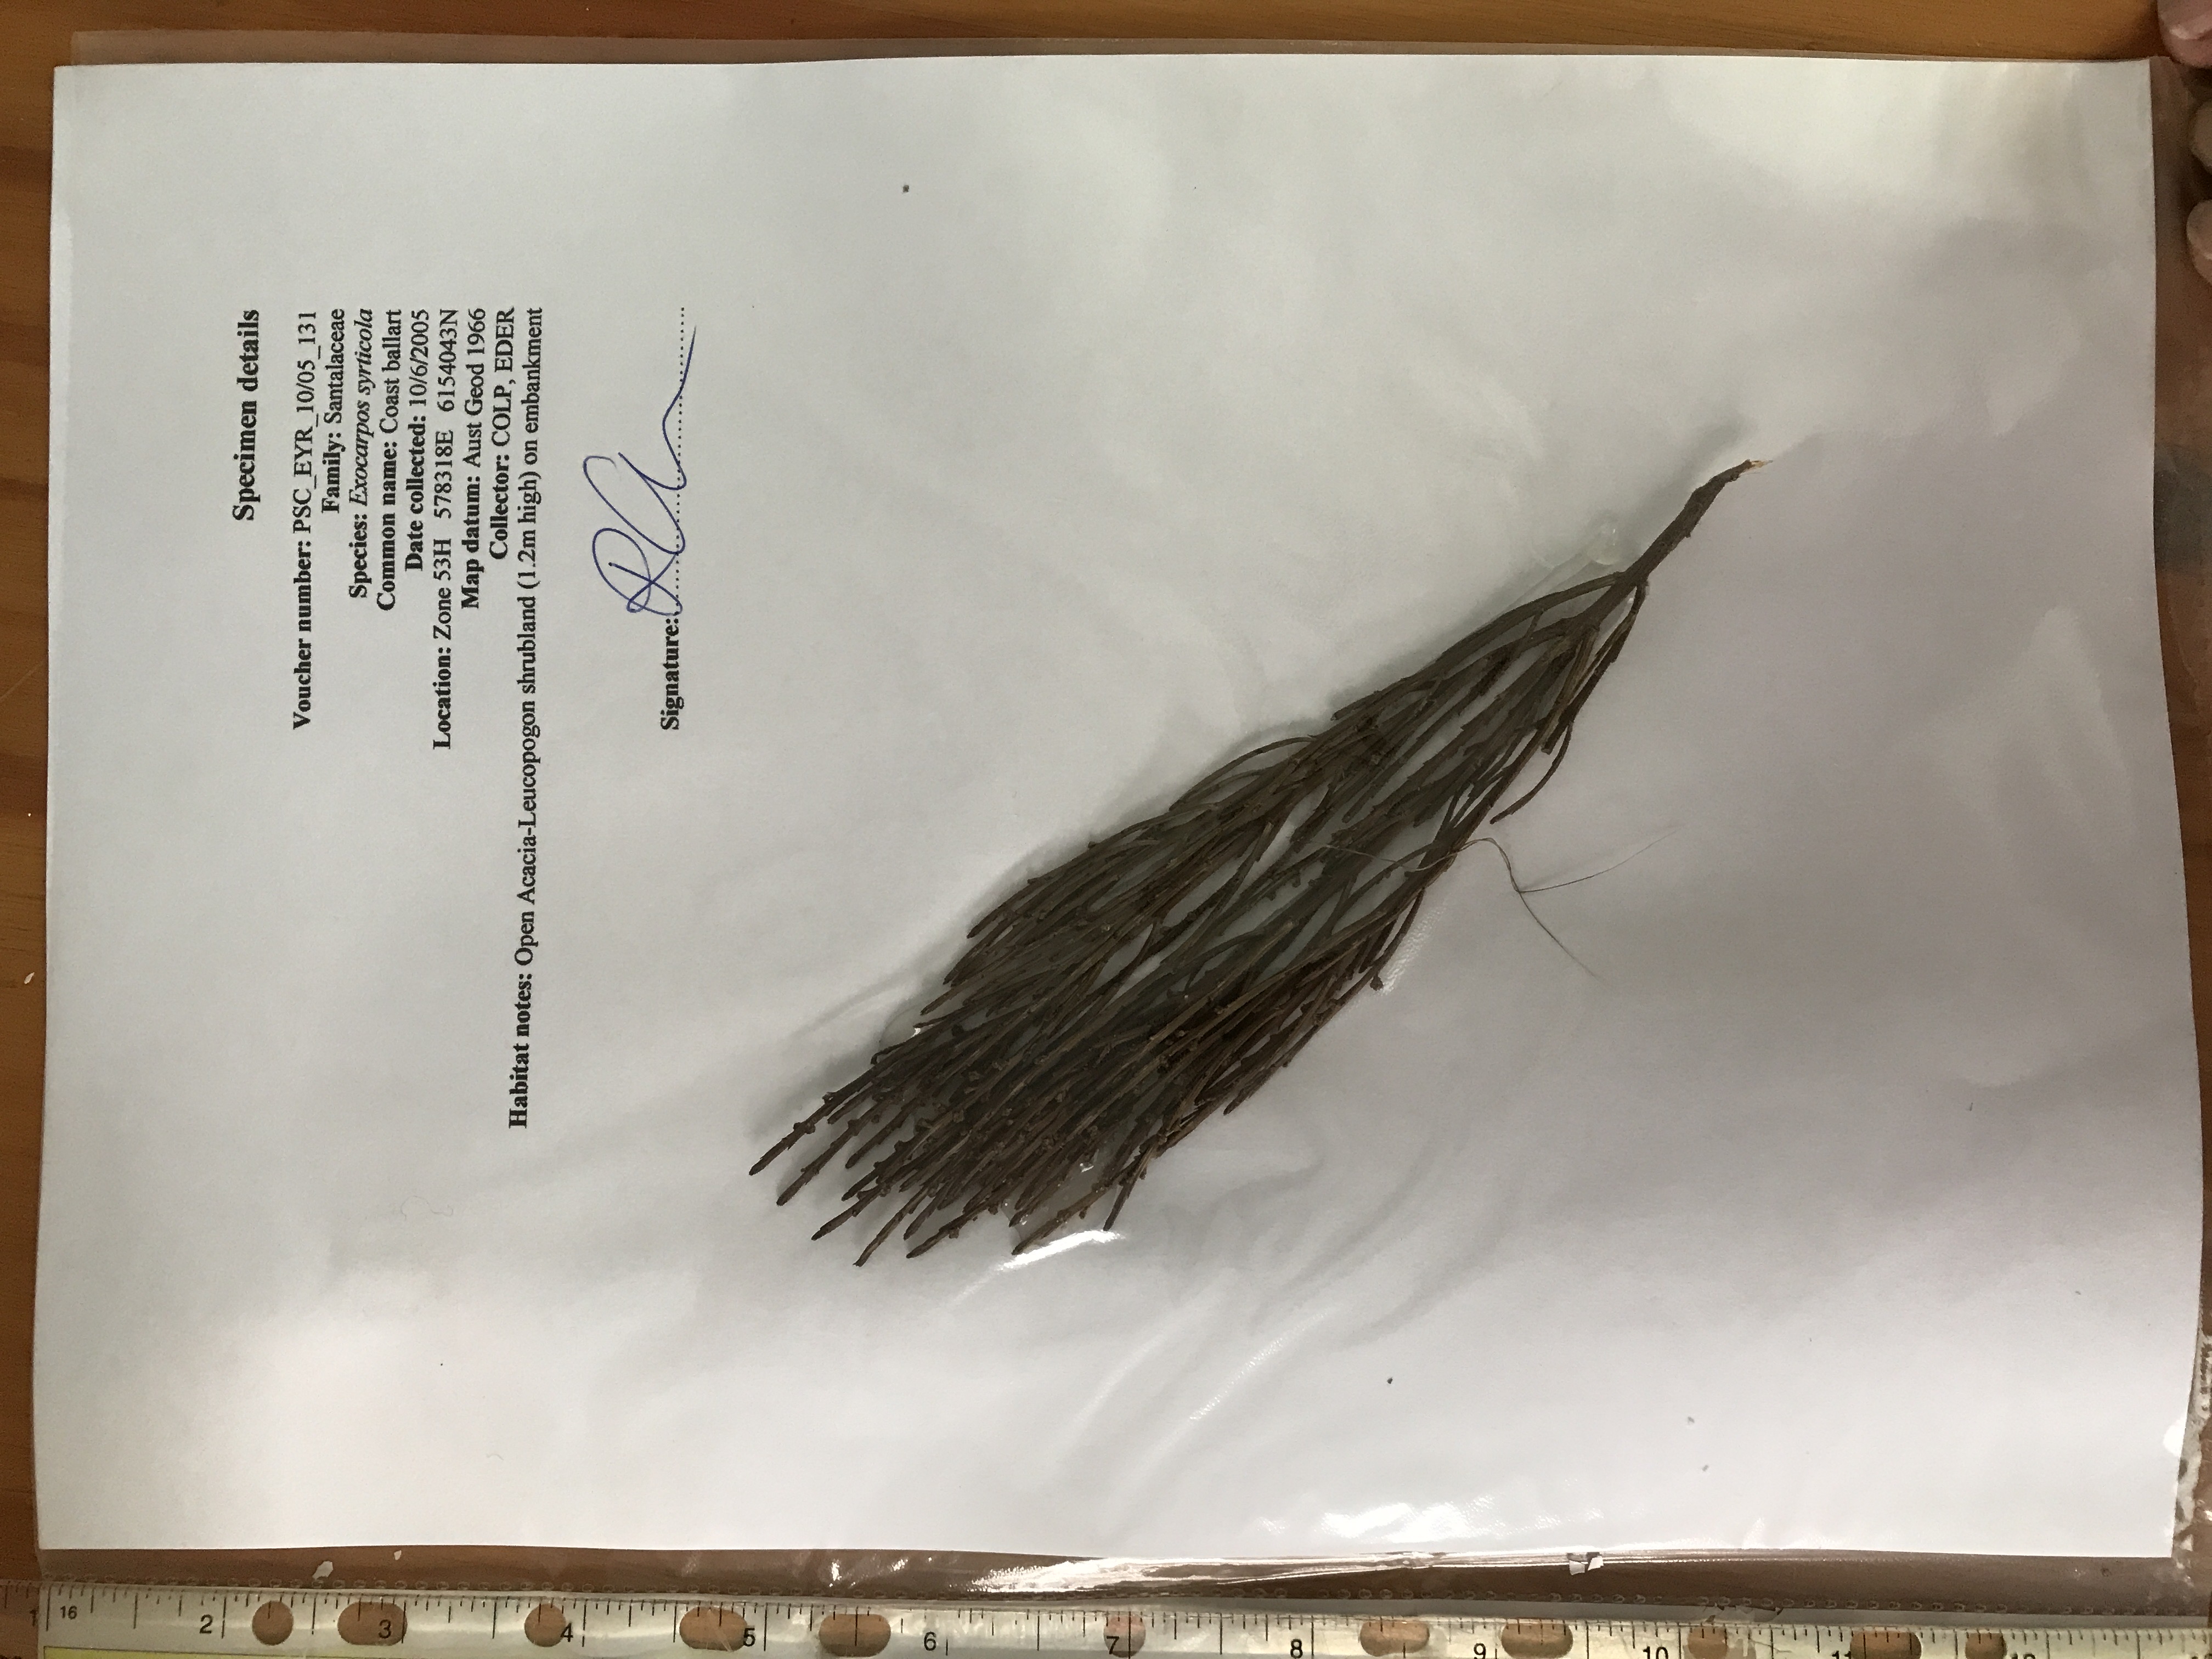 Specimen details
Voucher number: PSC_EYR_10/05_131
Family: Santalaceae
Species: Exocarpos syrticola
Common name: Coast ballart
Date collected: 10/6/2005
Location: Zone 53H 578318E 6154043N
Map datum: Aust Geod 1966
Collector: COLP, EDER
Habitat notes: Open Acacia-Leucopogon shrubland (1.2m high) on embankment
Signature:
1
16
2
3
4
5
6
7
8
9
10
11